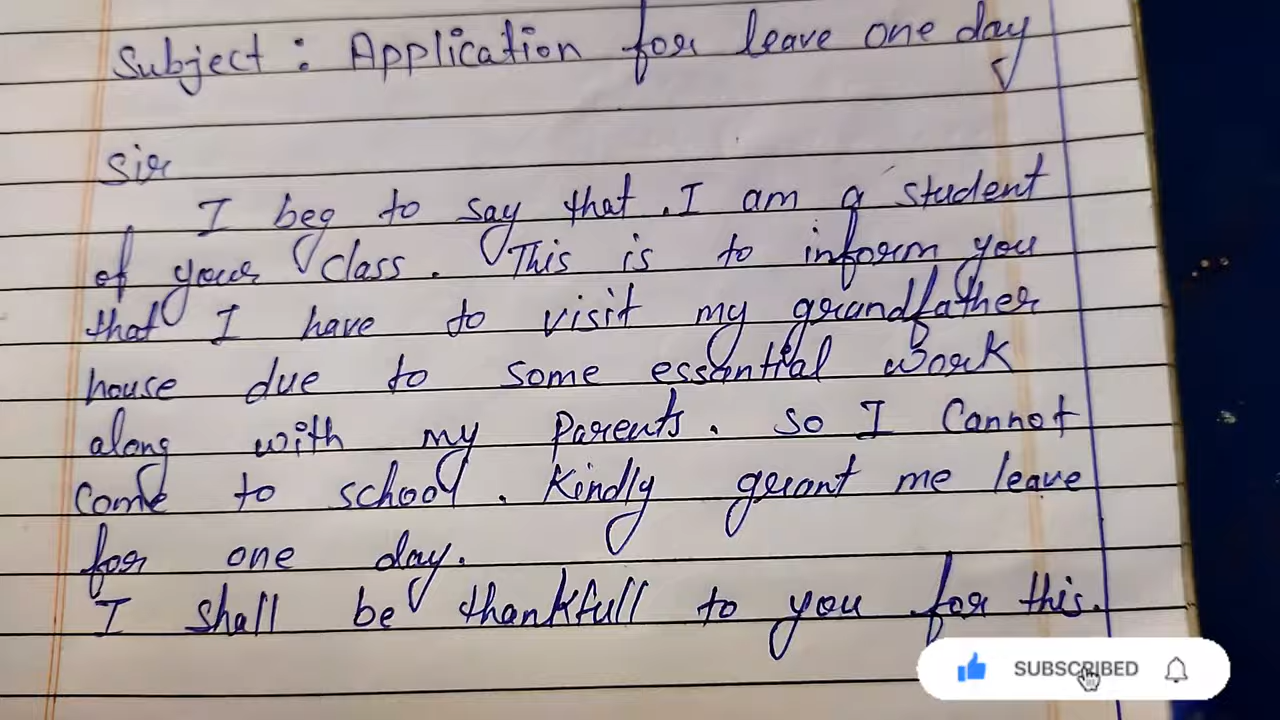 Subject : Application for leave one day
Sir
I beg to say that . I am a student
of your class . This is to inform you
that I have to visit my grandfather
house due to some essantial work
along with my Parents . So I Cannot
Come to school . Kindly grant me leave
for one day.
I shall be thankfull to you for this.
SUBSCRIBED